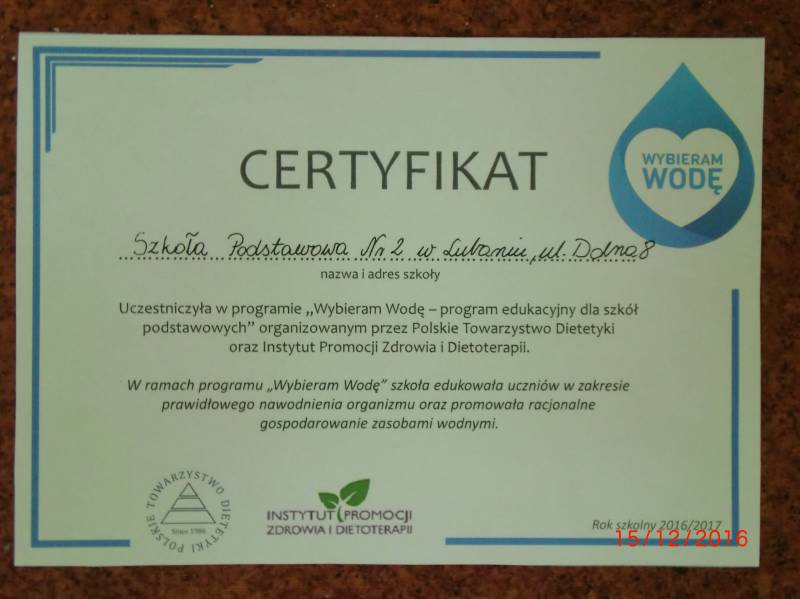 CERTYFIKAT
WYBIERAM
WODĘ
Szkoła Podstawowa Nr 2 w Lubaniu, ul. Dolna 8
nazwa i adres szkoły
Uczestniczyła w programie „Wybieram Wodę – program edukacyjny dla szkół
podstawowych” organizowanym przez Polskie Towarzystwo Dietetyki
oraz Instytut Promocji Zdrowia i Dietoterapii.
W ramach programu „Wybieram Wodę” szkoła edukowała uczniów w zakresie
prawidłowego nawodnienia organizmu oraz promowała racjonalne
gospodarowanie zasobami wodnymi.
POLSKIE TOWARZYSTWO DIETETYKI
Since 1986
INSTYTUT PROMOCJI
ZDROWIA I DIETOTERAPII
Rok szkolny 2016/2017
15/12/2016